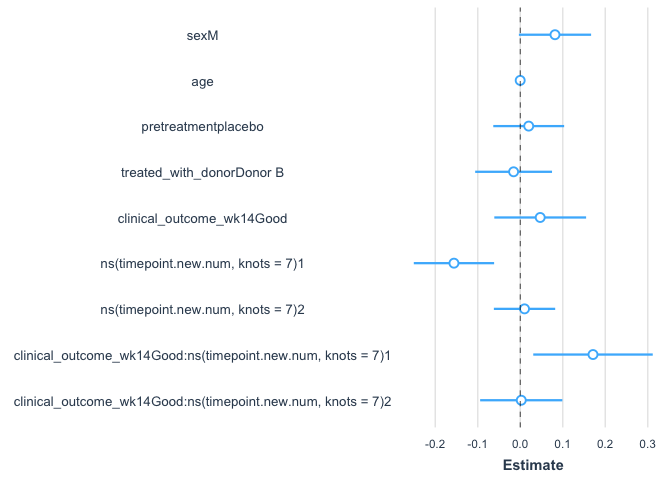 sexM
age
pretreatmentplacebo
treated_with_donorDonor B
clinical_outcome_wk14Good
ns(timepoint.new.num, knots = 7)1
ns(timepoint.new.num, knots = 7)2
clinical_outcome_wk14Good:ns(timepoint.new.num, knots = 7)1
clinical_outcome_wk14Good:ns(timepoint.new.num, knots = 7)2
-0.2 -0.1 0.0 0.1 0.2 0.3
Estimate